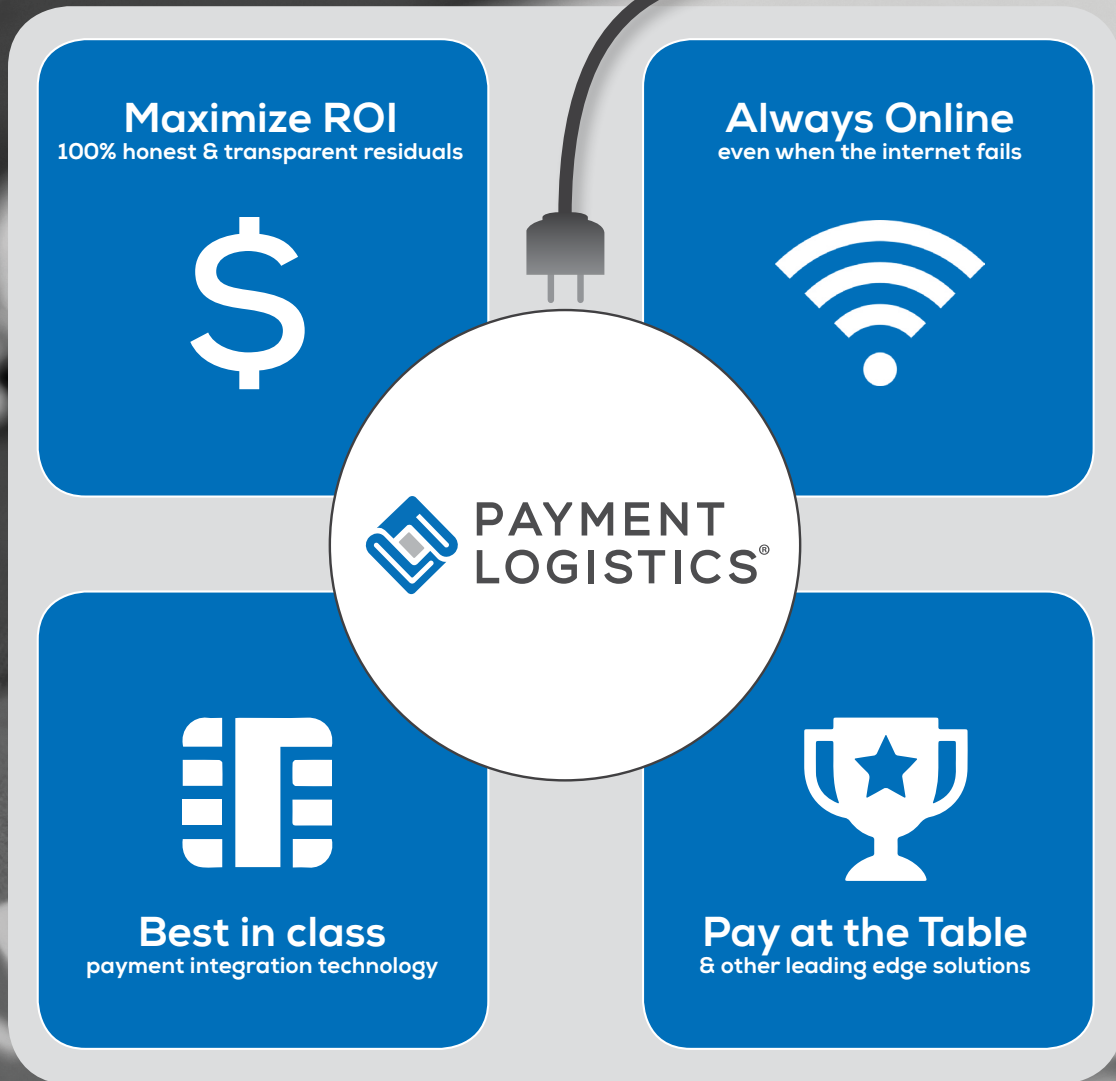 Maximize ROI
100% honest & transparent residuals
Always Online
even when the internet fails
PAYMENT
LOGISTICS®
Best in class
payment integration technology
Pay at the Table
& other leading edge solutions